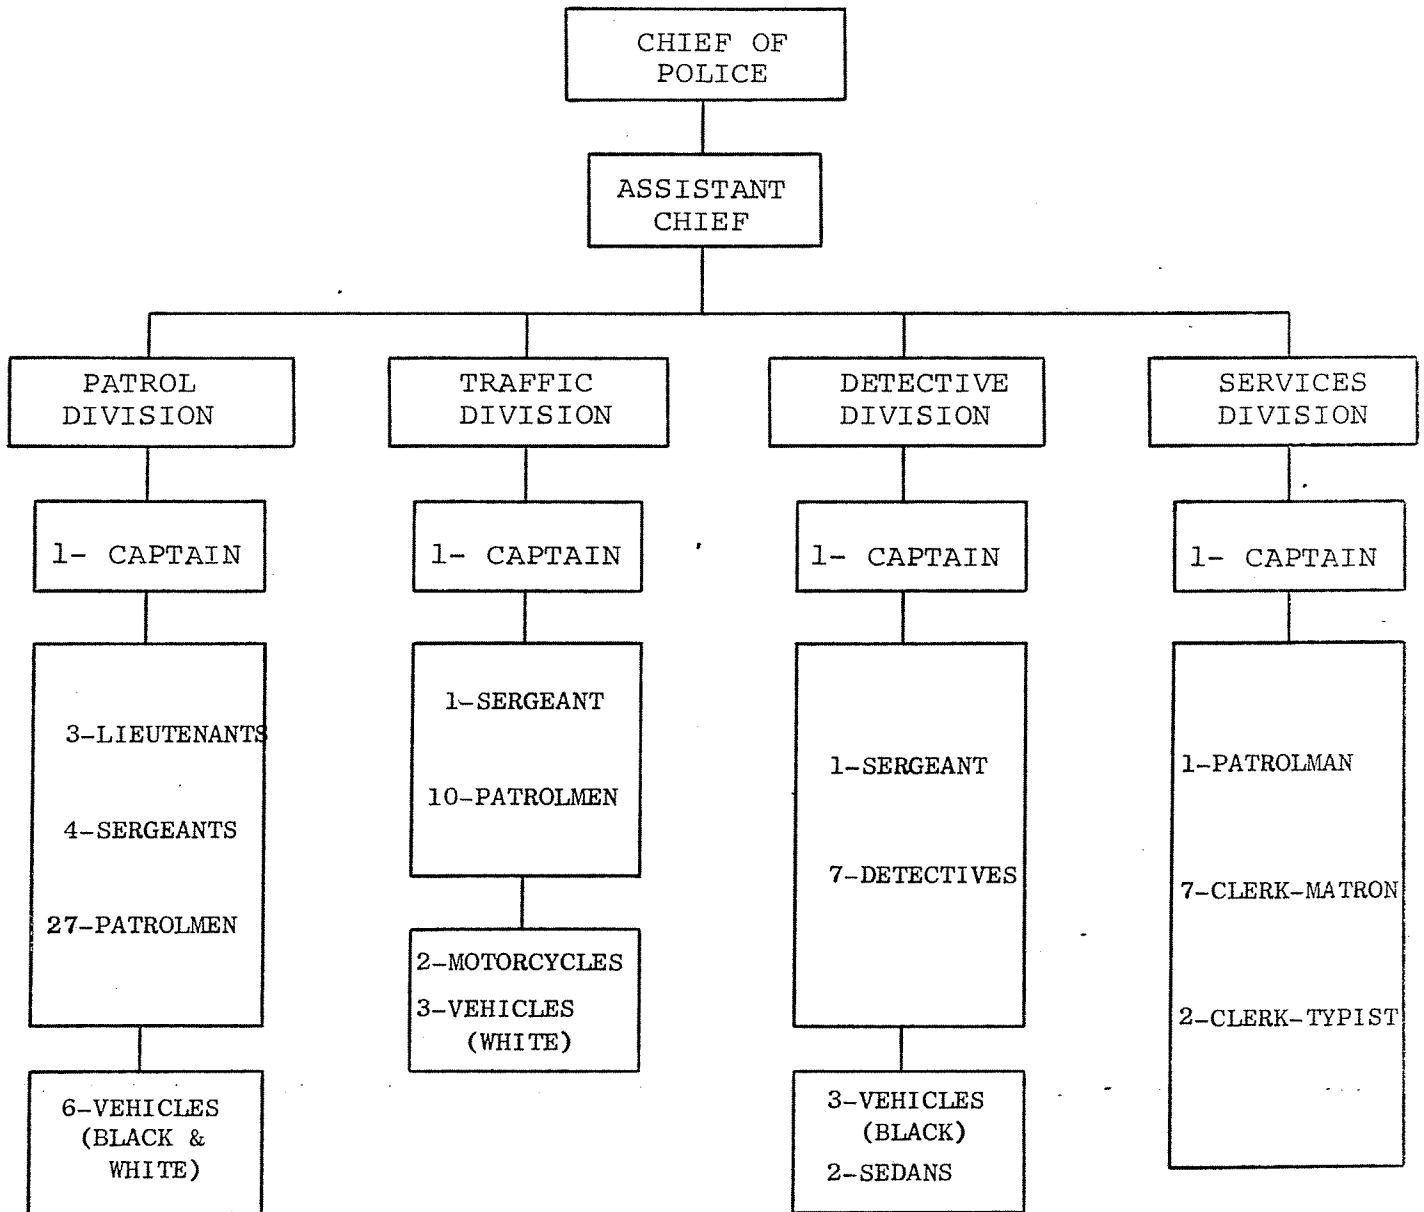 CHIEF OF
POLICE
ASSISTANT
CHIEF
PATROL
DIVISION
1- CAPTAIN
3-LIEUTENANTS
4-SERGEANTS
27-PATROLMEN
6-VEHICLES
(BLACK &
WHITE)
TRAFFIC
DIVISION
1- CAPTAIN
1-SERGEANT
10-PATROLMEN
2-MOTORCYCLES
3-VEHICLES
(WHITE)
DETECTIVE
DIVISION
1- CAPTAIN
1-SERGEANT
7-DETECTIVES
3-VEHICLES
(BLACK)
2-SEDANS
SERVICES
DIVISION
1- CAPTAIN
1-PATROLMAN
7-CLERK-MATRON
2-CLERK-TYPIST